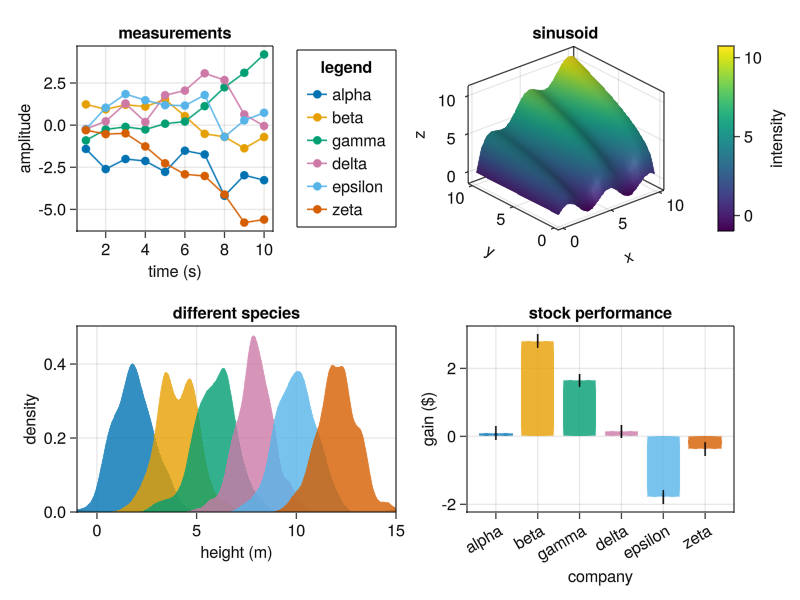 measurements
amplitude
2.5
0.0
-2.5
-5.0
2 4 6 8 10
time (s)
legend
alpha
beta
gamma
delta
epsilon
zeta
sinusoid
z
10
5
0
10
5
0
y
0
5
10
x
10
5
0
intensity
different species
density
0.4
0.2
0.0
0 5 10 15
height (m)
stock performance
gain ($)
2
0
-2
alpha beta gamma delta epsilon zeta
company